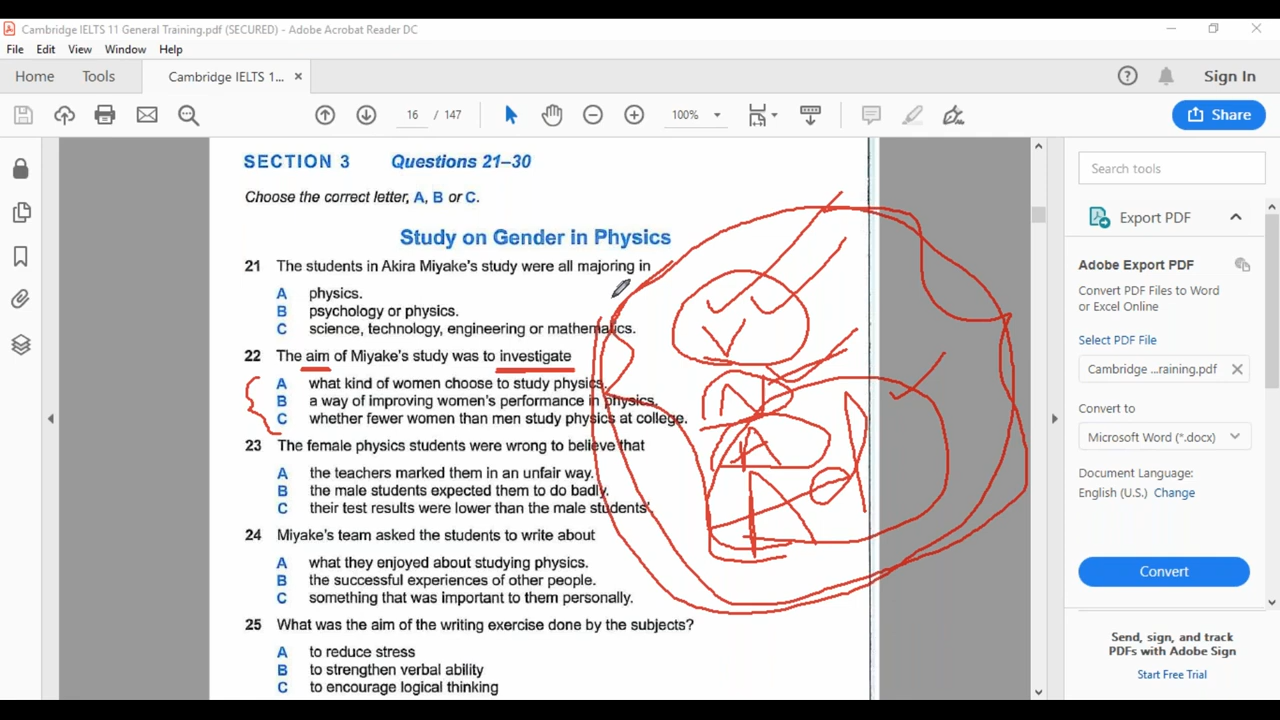 Cambridge IELTS 11 General Training.pdf (SECURED) - Adobe Acrobat Reader DC
File Edit View Window Help
Home Tools Cambridge IELTS 1... × Sign In
16 / 147 100% Share
SECTION 3 Questions 21–30
Choose the correct letter, A, B or C.
Study on Gender in Physics
21 The students in Akira Miyake's study were all majoring in
A physics.
B psychology or physics.
C science, technology, engineering or mathematics.
22 The aim of Miyake's study was to investigate
A what kind of women choose to study physics.
B a way of improving women's performance in physics.
C whether fewer women than men study physics at college.
23 The female physics students were wrong to believe that
A the teachers marked them in an unfair way.
B the male students expected them to do badly.
C their test results were lower than the male students'.
24 Miyake's team asked the students to write about
A what they enjoyed about studying physics.
B the successful experiences of other people.
C something that was important to them personally.
25 What was the aim of the writing exercise done by the subjects?
A to reduce stress
B to strengthen verbal ability
C to encourage logical thinking
Search tools
Export PDF
Adobe Export PDF
Convert PDF Files to Word
or Excel Online
Select PDF File
Cambridge ...raining.pdf
Convert to
Microsoft Word (*.docx)
Document Language:
English (U.S.) Change
Convert
Send, sign, and track
PDFs with Adobe Sign
Start Free Trial